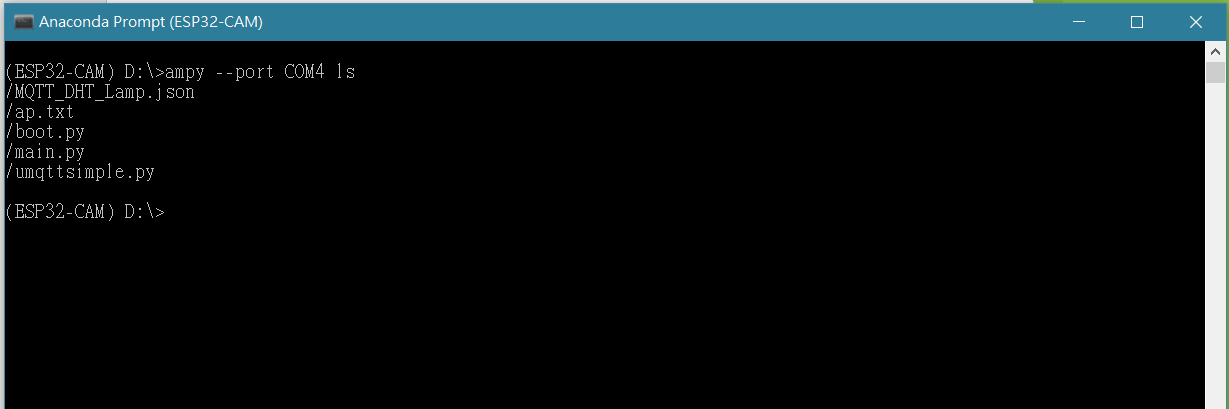 Anaconda Prompt (ESP32-CAM)
(ESP32-CAM) D:\>ampy --port COM4 ls
/MQTT_DHT_Lamp.json
/ap.txt
/boot.py
/main.py
/umqttsimple.py
(ESP32-CAM) D:\>